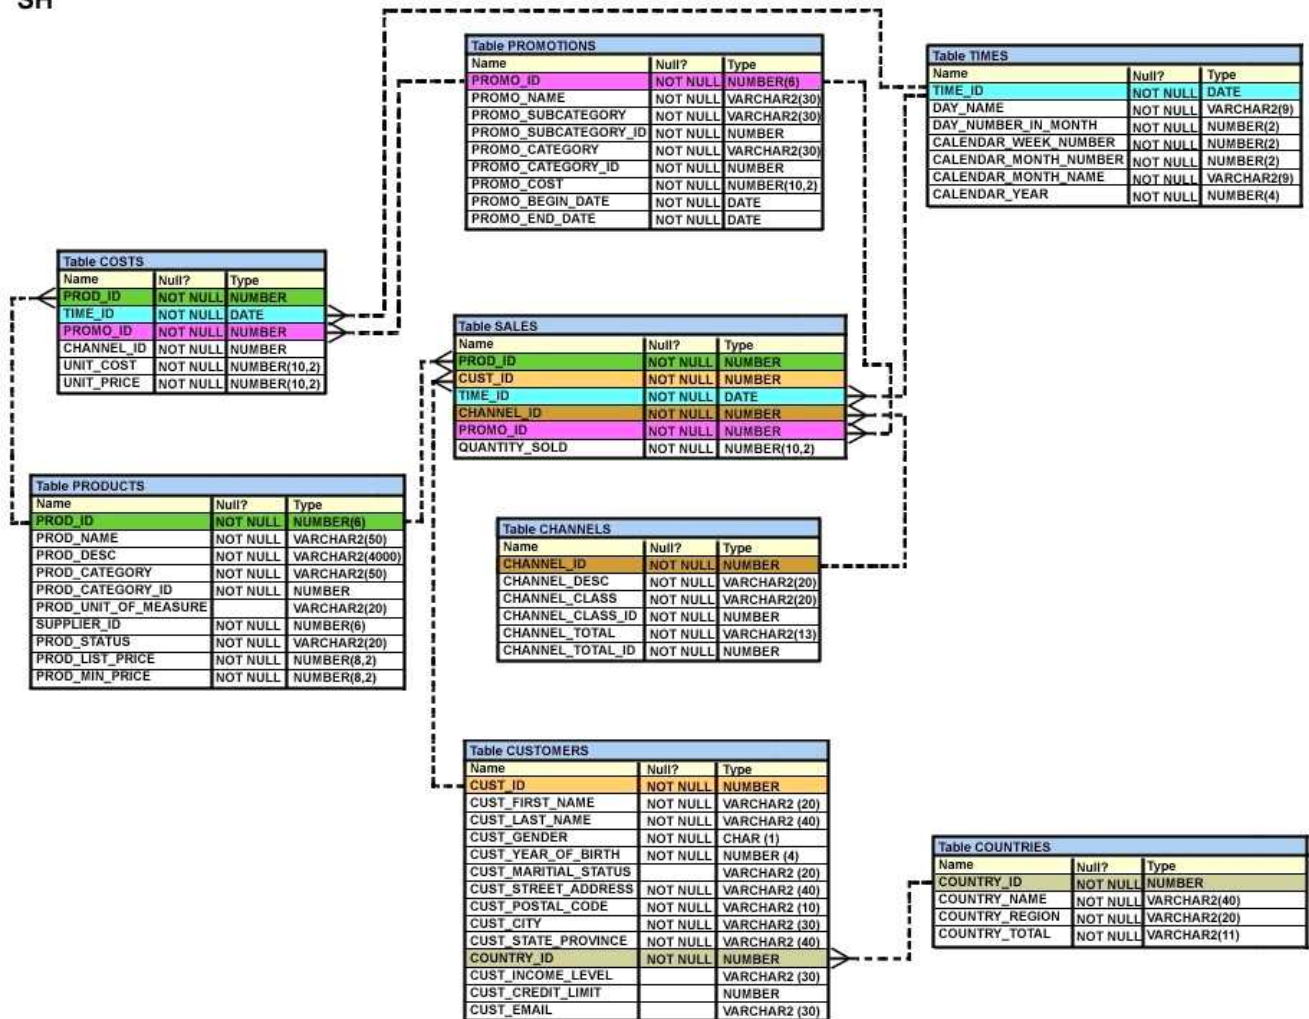 SH
Table PROMOTIONS
Name Null? Type
PROMO_ID NOT NULL NUMBER(6)
PROMO_NAME NOT NULL VARCHAR2(30)
PROMO_SUBCATEGORY NOT NULL VARCHAR2(30)
PROMO_SUBCATEGORY_ID NOT NULL NUMBER
PROMO_CATEGORY NOT NULL VARCHAR2(30)
PROMO_CATEGORY_ID NOT NULL NUMBER
PROMO_COST NOT NULL NUMBER(10,2)
PROMO_BEGIN_DATE NOT NULL DATE
PROMO_END_DATE NOT NULL DATE
Table TIMES
Name Null? Type
TIME_ID NOT NULL DATE
DAY_NAME NOT NULL VARCHAR2(9)
DAY_NUMBER_IN_MONTH NOT NULL NUMBER(2)
CALENDAR_WEEK_NUMBER NOT NULL NUMBER(2)
CALENDAR_MONTH_NUMBER NOT NULL NUMBER(2)
CALENDAR_MONTH_NAME NOT NULL VARCHAR2(9)
CALENDAR_YEAR NOT NULL NUMBER(4)
Table COSTS
Name Null? Type
PROD_ID NOT NULL NUMBER
TIME_ID NOT NULL DATE
PROMO_ID NOT NULL NUMBER
CHANNEL_ID NOT NULL NUMBER
UNIT_COST NOT NULL NUMBER(10,2)
UNIT_PRICE NOT NULL NUMBER(10,2)
Table SALES
Name Null? Type
PROD_ID NOT NULL NUMBER
CUST_ID NOT NULL NUMBER
TIME_ID NOT NULL DATE
CHANNEL_ID NOT NULL NUMBER
PROMO_ID NOT NULL NUMBER
QUANTITY_SOLD NOT NULL NUMBER(10,2)
Table PRODUCTS
Name Null? Type
PROD_ID NOT NULL NUMBER(6)
PROD_NAME NOT NULL VARCHAR2(50)
PROD_DESC NOT NULL VARCHAR2(4000)
PROD_CATEGORY NOT NULL VARCHAR2(50)
PROD_CATEGORY_ID NOT NULL NUMBER
PROD_UNIT_OF_MEASURE VARCHAR2(20)
SUPPLIER_ID NOT NULL NUMBER(6)
PROD_STATUS NOT NULL VARCHAR2(20)
PROD_LIST_PRICE NOT NULL NUMBER(8,2)
PROD_MIN_PRICE NOT NULL NUMBER(8,2)
Table CHANNELS
Name Null? Type
CHANNEL_ID NOT NULL NUMBER
CHANNEL_DESC NOT NULL VARCHAR2(20)
CHANNEL_CLASS NOT NULL VARCHAR2(20)
CHANNEL_CLASS_ID NOT NULL NUMBER
CHANNEL_TOTAL NOT NULL VARCHAR2(13)
CHANNEL_TOTAL_ID NOT NULL NUMBER
Table CUSTOMERS
Name Null? Type
CUST_ID NOT NULL NUMBER
CUST_FIRST_NAME NOT NULL VARCHAR2 (20)
CUST_LAST_NAME NOT NULL VARCHAR2 (40)
CUST_GENDER NOT NULL CHAR (1)
CUST_YEAR_OF_BIRTH NOT NULL NUMBER (4)
CUST_MARITIAL_STATUS VARCHAR2 (20)
CUST_STREET_ADDRESS NOT NULL VARCHAR2 (40)
CUST_POSTAL_CODE NOT NULL VARCHAR2 (10)
CUST_CITY NOT NULL VARCHAR2 (30)
CUST_STATE_PROVINCE NOT NULL VARCHAR2 (40)
COUNTRY_ID NOT NULL NUMBER
CUST_INCOME_LEVEL VARCHAR2 (30)
CUST_CREDIT_LIMIT NUMBER
CUST_EMAIL VARCHAR2 (30)
Table COUNTRIES
Name Null? Type
COUNTRY_ID NOT NULL NUMBER
COUNTRY_NAME NOT NULL VARCHAR2(40)
COUNTRY_REGION NOT NULL VARCHAR2(20)
COUNTRY_TOTAL NOT NULL VARCHAR2(11)